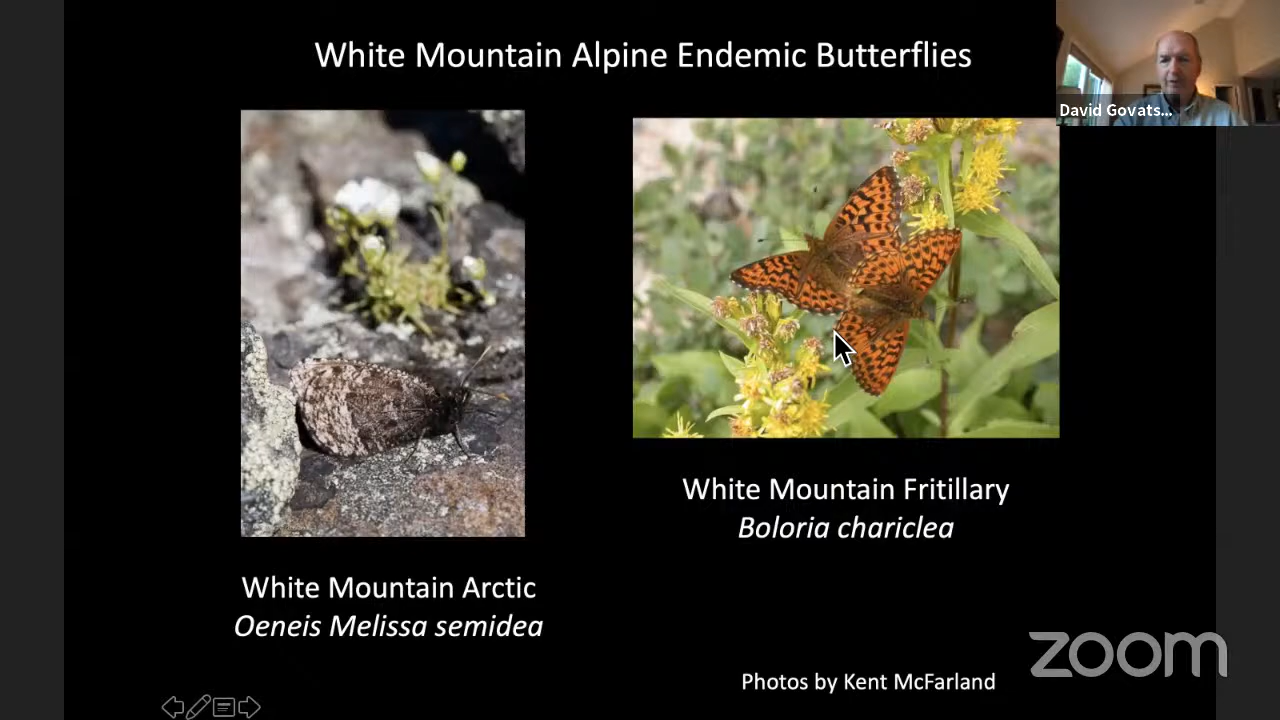 White Mountain Alpine Endemic Butterflies
David Govats...
White Mountain Fritillary
Boloria chariclea
White Mountain Arctic
Oeneis Melissa semidea
Photos by Kent McFarland
zoom